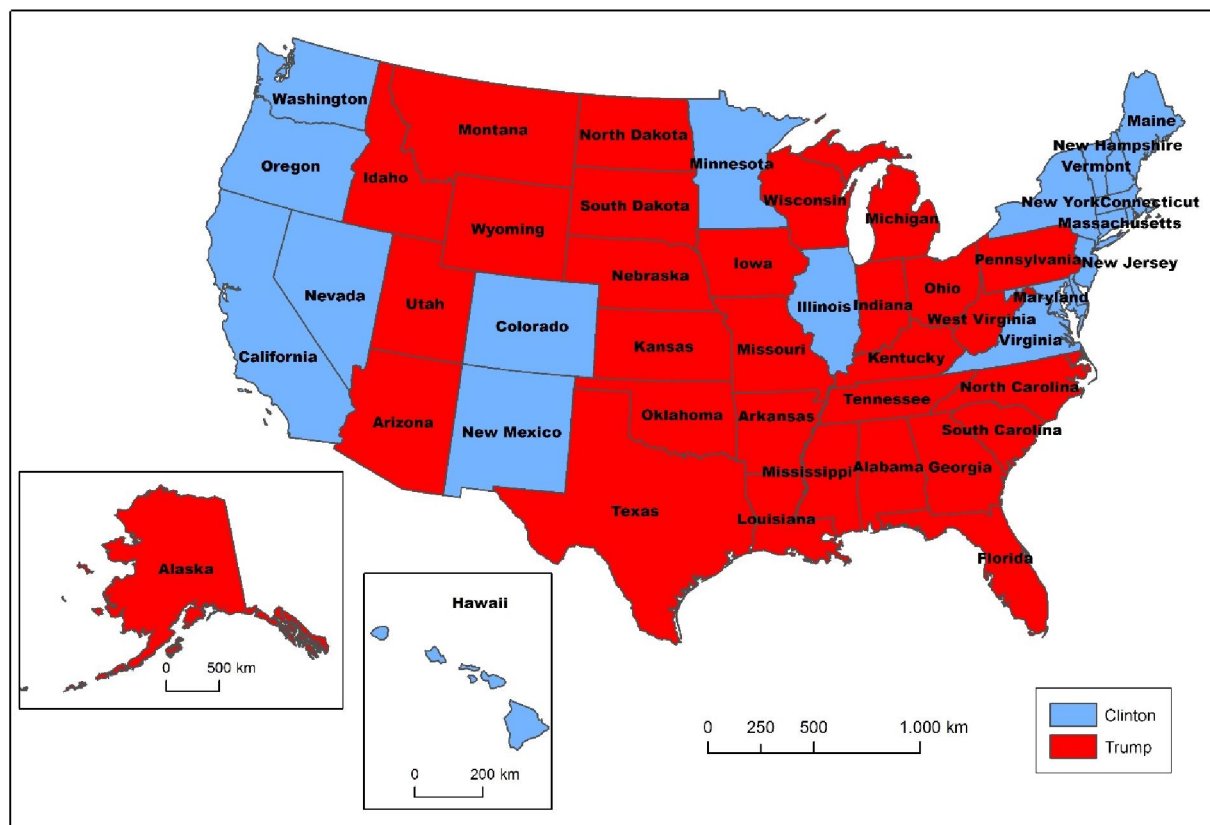 Washington
Maine
Montana
North Dakota
Minnesota
New Hampshire
Vermont
Oregon
Idaho
Wisconsin
South Dakota
New York
Connecticut
Michigan
Massachusetts
Wyoming
Pennsylvania
New Jersey
Iowa
Nebraska
Ohio
Nevada
Utah
Illinois
Indiana
Maryland
Colorado
West Virginia
Virginia
California
Kansas
Missouri
Kentucky
North Carolina
Tennessee
Arizona
New Mexico
Oklahoma
Arkansas
South Carolina
Mississippi
Alabama
Georgia
Texas
Louisiana
Florida
Alaska
0 500 km
Hawaii
0 200 km
0 250 500 1.000 km
Clinton
Trump